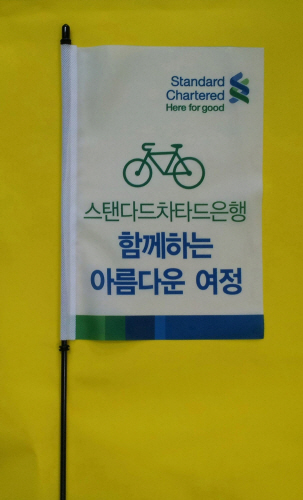 Standard
Chartered
Here for good
스탠다드차타드은행
함께하는
아름다운 여정